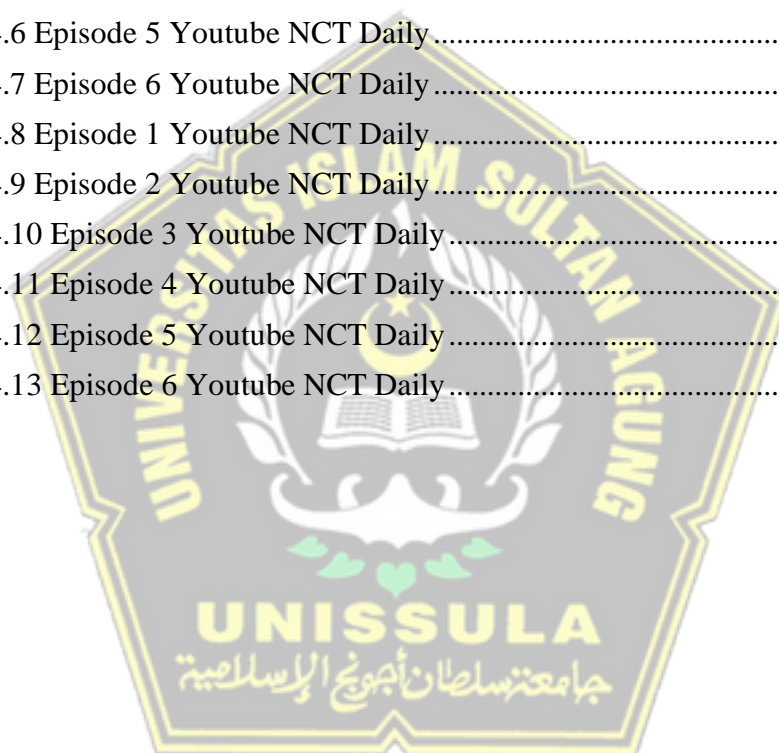 .6 Episode 5 Youtube NCT Daily........................................
.7 Episode 6 Youtube NCT Daily........................................
.8 Episode 1 Youtube NCT Daily........................................
.9 Episode 2 Youtube NCT Daily........................................
.10 Episode 3 Youtube NCT Daily......................................
.11 Episode 4 Youtube NCT Daily......................................
.12 Episode 5 Youtube NCT Daily......................................
.13 Episode 6 Youtube NCT Daily......................................
UNIVERSITAS ISLAM SULTAN AGUNG
UNISSULA
جامعتسلطان أجونج الإسلامية